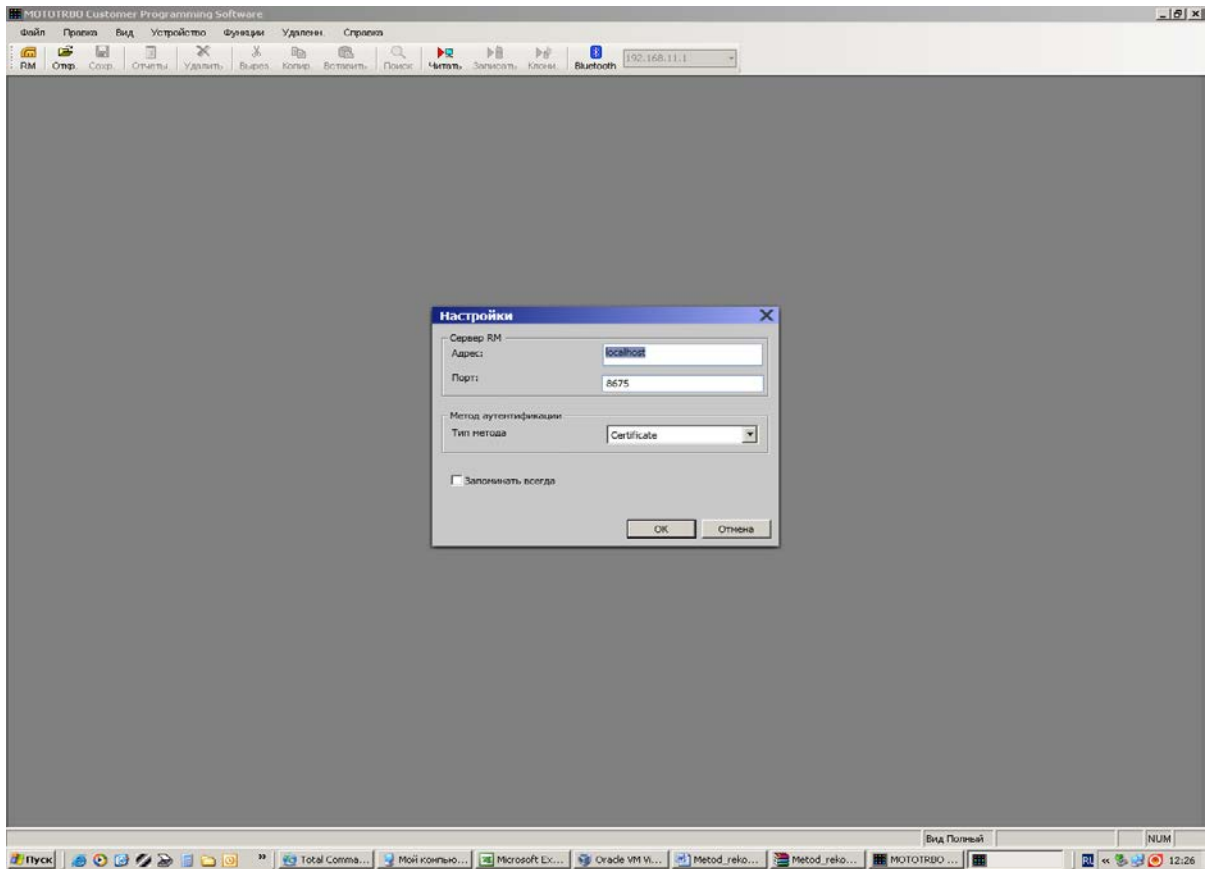 MOTOTRBO Customer Programming Software
Файл Правка Вид Устройство Функции Удаленн. Справка
RM Откр. Сохр. Отчеты Удалить Вырез. Копир. Вставить Поиск Читать Записать Клони. Bluetooth 192.168.11.1
Настройки
Сервер RM
Адрес: localhost
Порт: 8675
Метод аутентификации
Тип метода Certificate
Запоминать всегда
OK Отмена
Вид Полный NUM
Пуск » Total Comma... Мой компью... Microsoft Ex... Oracle VM Vi... Metod_reko... Metod_reko... MOTOTRBO ... RU « 12:26